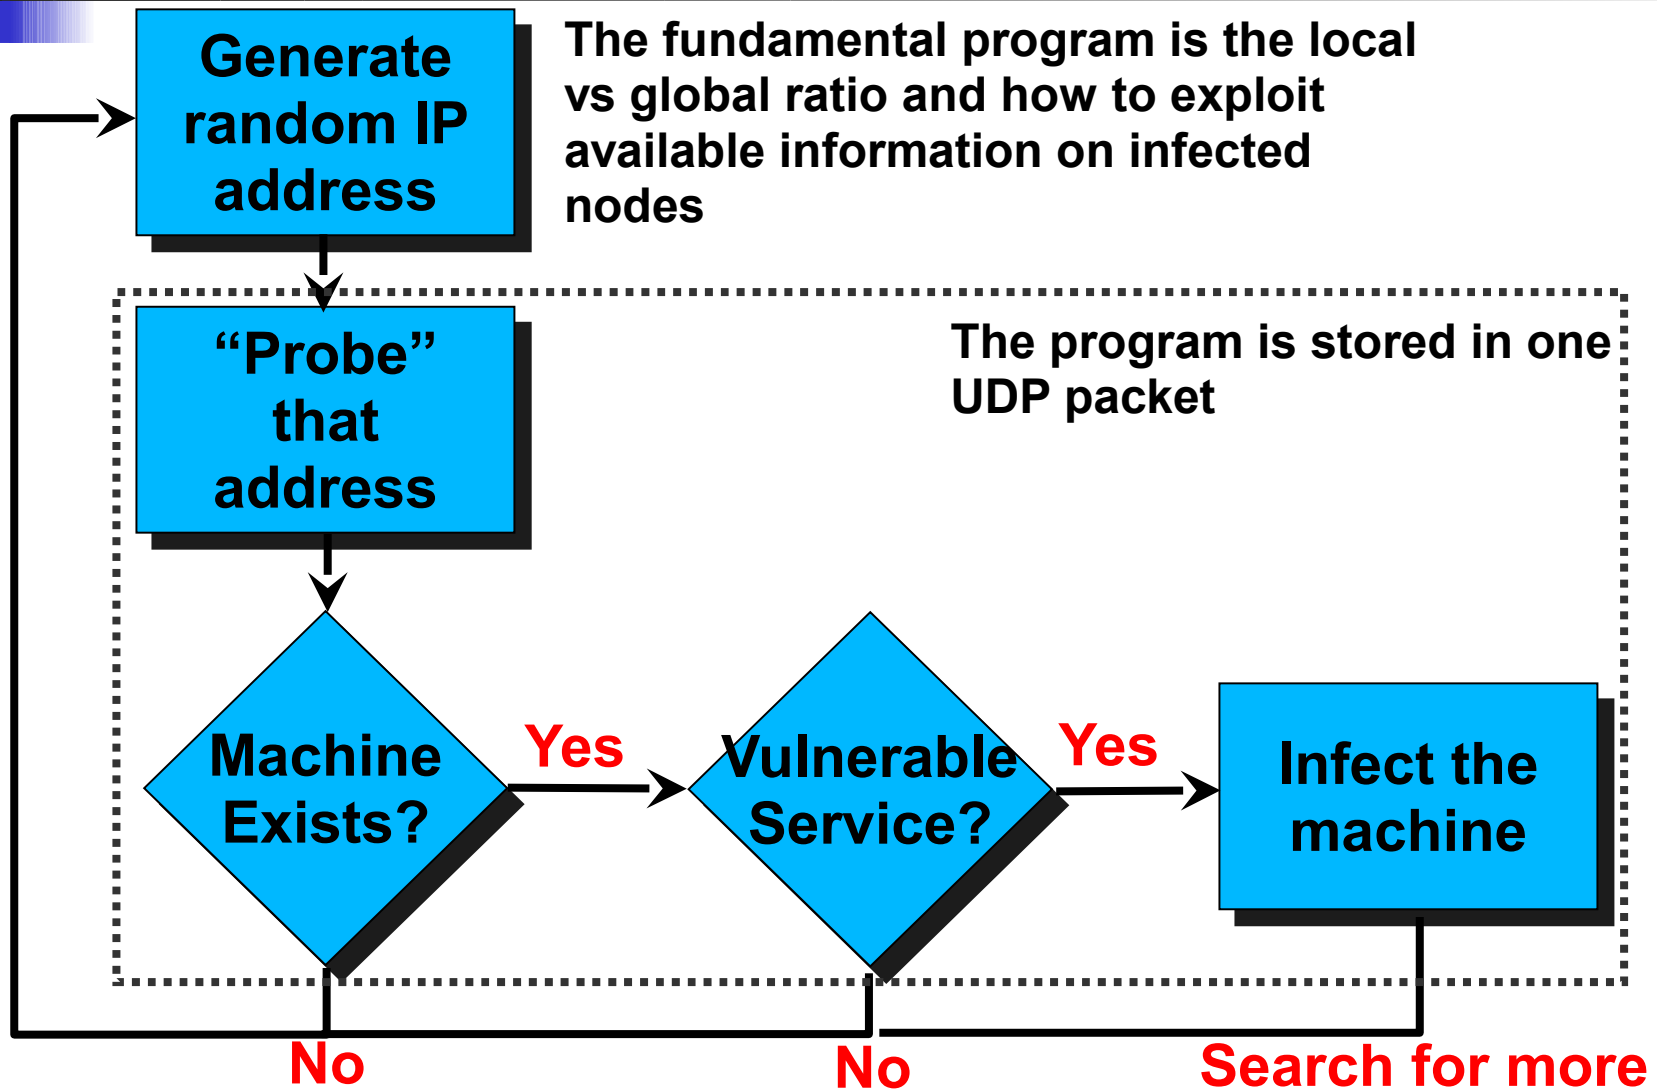 Generate
random IP
address
The fundamental program is the local
vs global ratio and how to exploit
available information on infected
nodes
“Probe”
that
address
The program is stored in one
UDP packet
Machine
Exists?
Yes
Vulnerable
Service?
Yes
Infect the
machine
No
No
Search for more